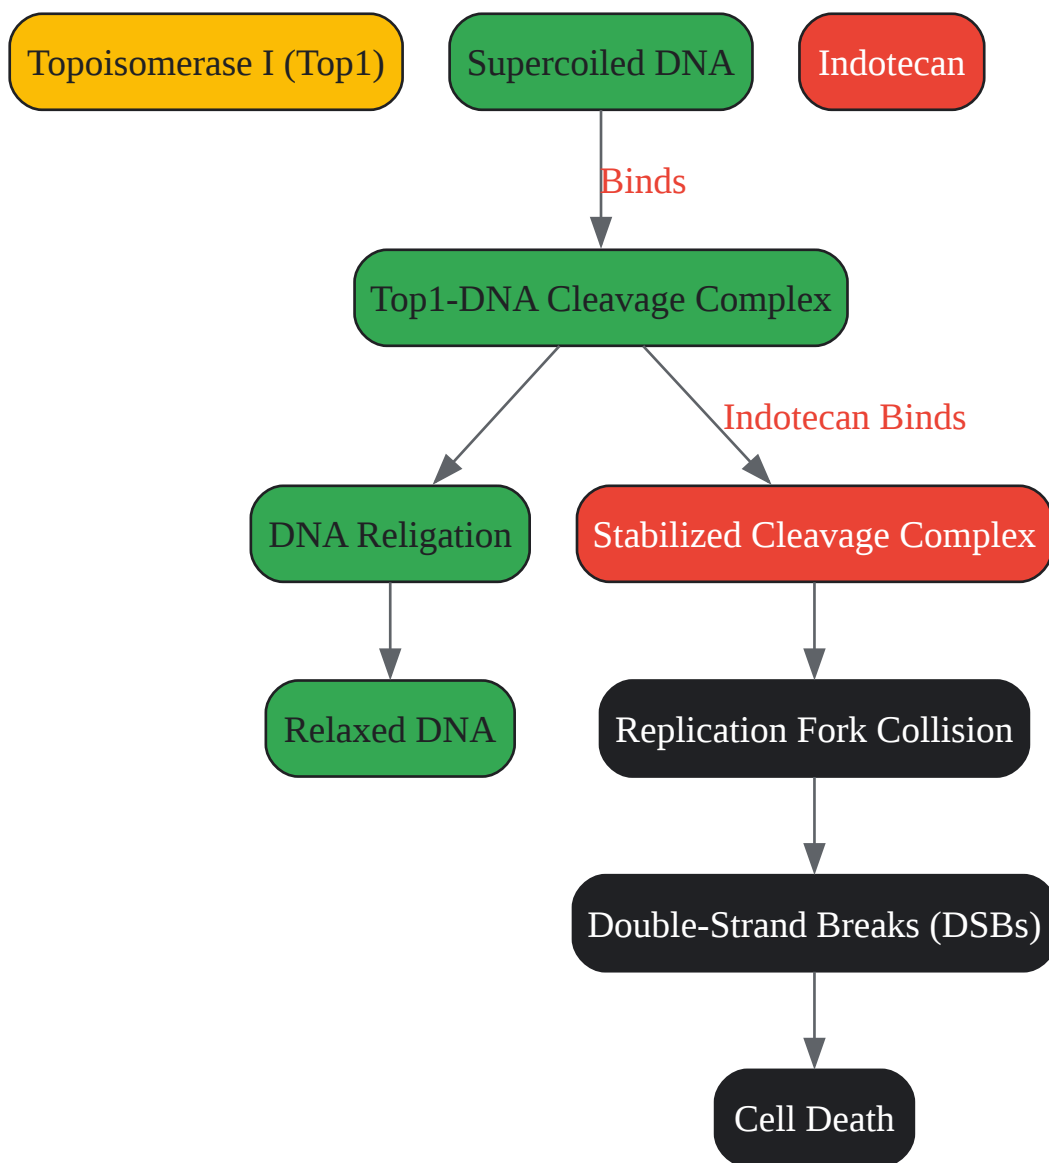 Topoisomerase I (Top1)
Supercoiled DNA
Indotecan
Binds
Top1-DNA Cleavage Complex
Indotecan Binds
DNA Religation
Stabilized Cleavage Complex
Relaxed DNA
Replication Fork Collision
Double-Strand Breaks (DSBs)
Cell Death